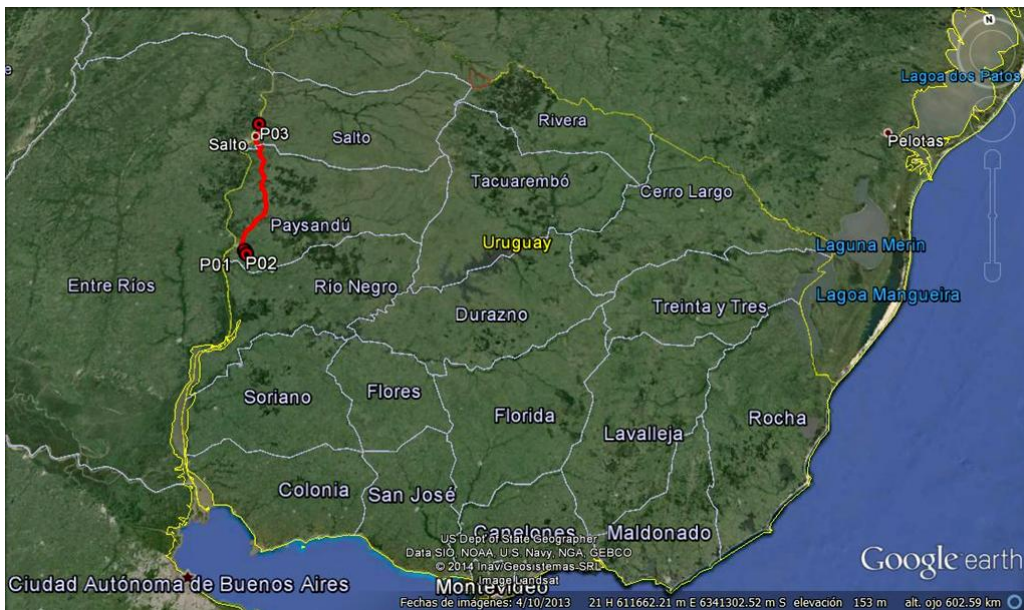 e
Lagoa dos Patos
N
Rivera
P03
Salto
Salto
Pelotas
Tacuarembó
Cerro Largo
Paysandú
Uruguay
Laguna Merin
P01
P02
Entre Ríos
Río Negro
Lagoa Mangueira
Durazno
Treinta y Tres
Soriano
Flores
Florida
Rocha
Lavalleja
Colonia
San José
Canelones
Maldonado
US Dept of State Geographer
Data SIO, NOAA, U.S. Navy, NGA, GEBCO
© 2014 Inav/Geosistemas SRL
Image Landsat
Google earth
Ciudad Autónoma de Buenos Aires
Montevideo
Fechas de imágenes: 4/10/2013 21 H 611662.21 m E 6341302.52 m S elevación 153 m alt. ojo 602.59 km